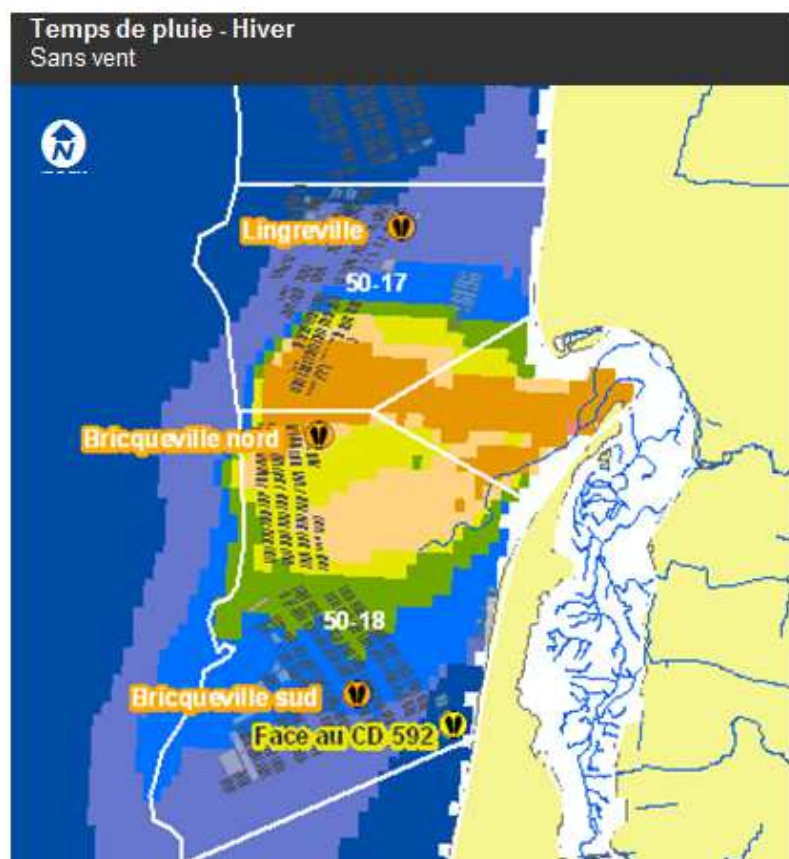 Temps de pluie - Hiver
Sans vent
N
Lingreville
50-17
Bricqueville nord
50-18
Bricqueville sud
Face au CD 592